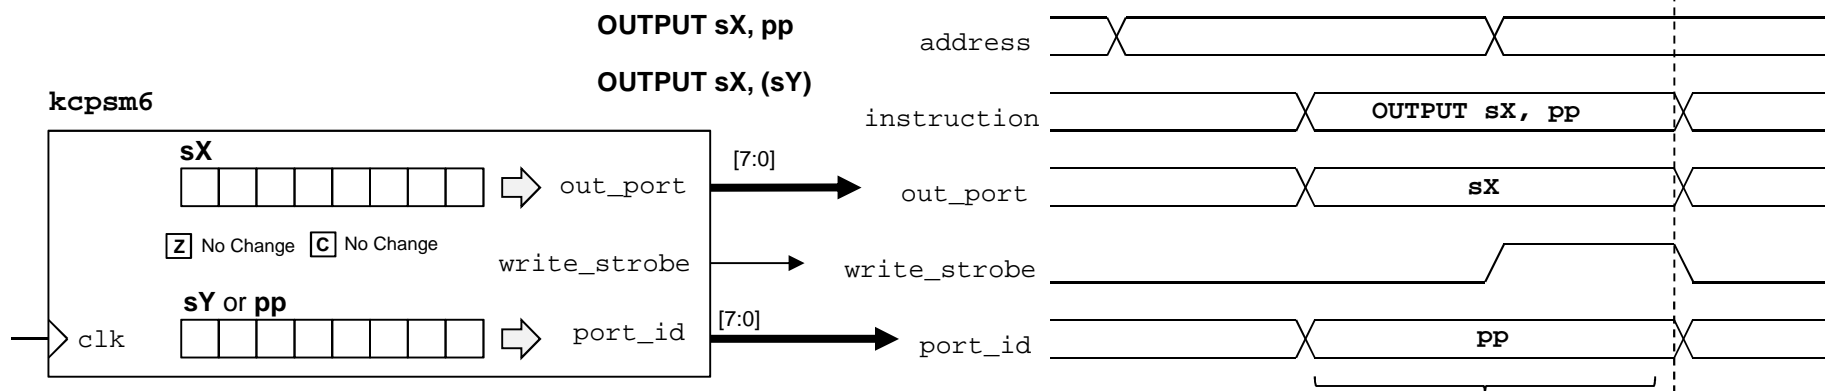 OUTPUT sX, pp
OUTPUT sX, (sY)
kcpsm6
sX
out_port
[7:0]
Z No Change C No Change
write_strobe
sY or pp
clk
port_id
[7:0]
address
instruction
OUTPUT sX, pp
out_port
sX
write_strobe
port_id
pp